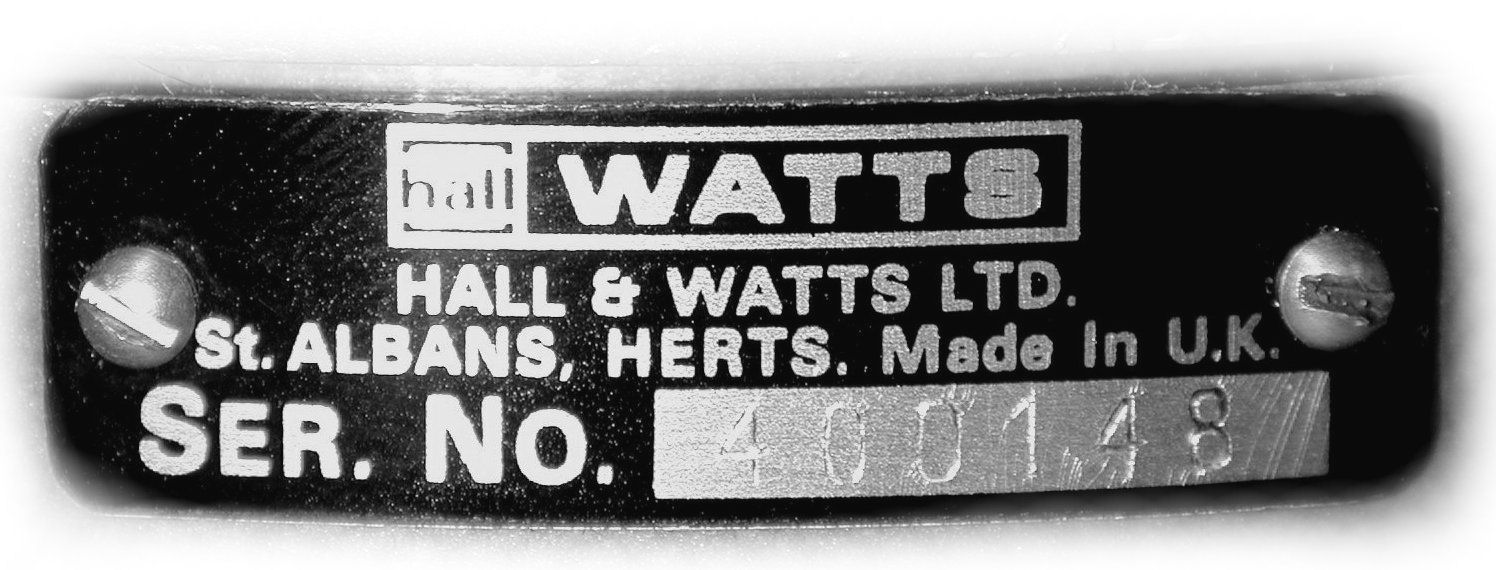 hall WATTS
HALL & WATTS LTD.
St. ALBANS, HERTS. Made In U.K.
SER. NO. 400148